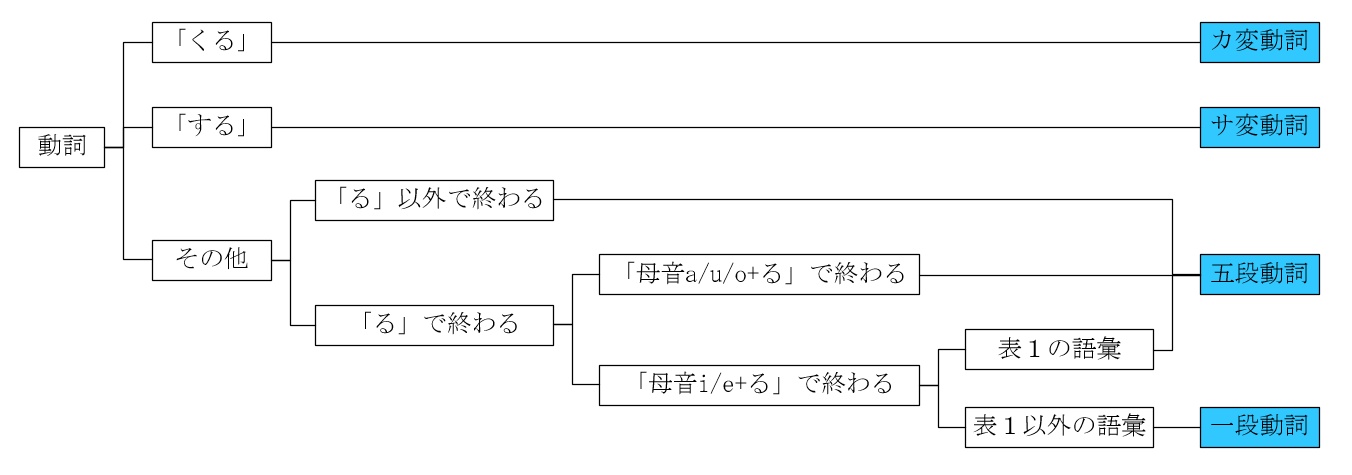 「くる」
カ変動詞
「する」
サ変動詞
動詞
「る」以外で終わる
その他
「母音a/u/o+る」で終わる
五段動詞
「る」で終わる
表１の語彙
「母音i/e+る」で終わる
表１以外の語彙
一段動詞